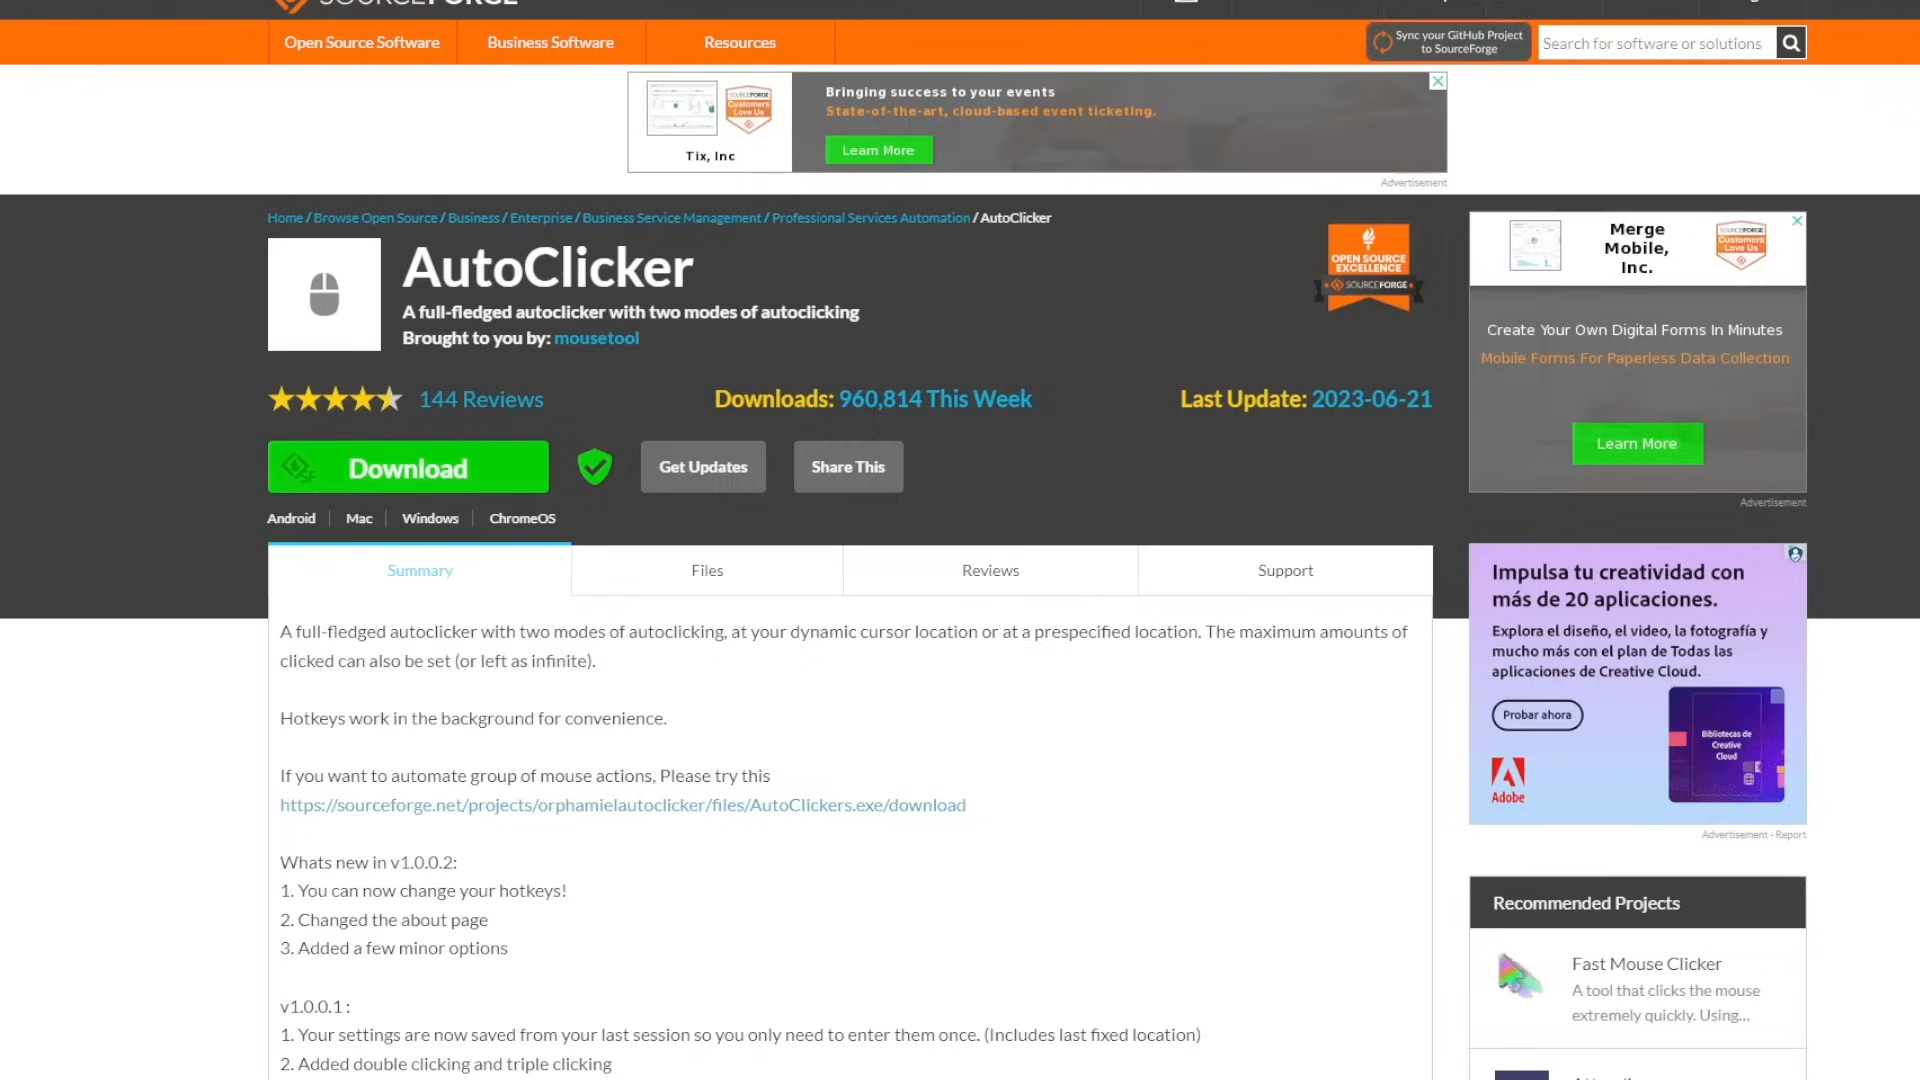 SOURCEFORGE
Open Source Software
Business Software
Resources
Sync your GitHub Project
to SourceForge
Search for software or solutions
Tix, Inc
Bringing success to your events
State-of-the-art, cloud-based event ticketing.
Learn More
Advertisement
Home / Browse Open Source / Business / Enterprise / Business Service Management / Professional Services Automation / AutoClicker
AutoClicker
A full-fledged autoclicker with two modes of autoclicking
Brought to you by: mousetool
OPEN SOURCE
EXCELLENCE
SOURCEFORGE
144 Reviews
Downloads: 960,814 This Week
Last Update: 2023-06-21
Download
Get Updates
Share This
Android
Mac
Windows
ChromeOS
Summary
Files
Reviews
Support
A full-fledged autoclicker with two modes of autoclicking, at your dynamic cursor location or at a prespecified location. The maximum amounts of
clicked can also be set (or left as infinite).
Hotkeys work in the background for convenience.
If you want to automate group of mouse actions, Please try this
https://sourceforge.net/projects/orphamielautoclicker/files/AutoClickers.exe/download
Whats new in v1.0.0.2:
1. You can now change your hotkeys!
2. Changed the about page
3. Added a few minor options
v1.0.0.1 :
1. Your settings are now saved from your last session so you only need to enter them once. (Includes last fixed location)
2. Added double clicking and triple clicking
Merge
Mobile,
Inc.
SOURCEFORGE
Customers
Love Us
Create Your Own Digital Forms In Minutes
Mobile Forms For Paperless Data Collection
Learn More
Advertisement
Impulsa tu creatividad con
más de 20 aplicaciones.
Explora el diseño, el video, la fotografía y
mucho más con el plan de Todas las
aplicaciones de Creative Cloud.
Probar ahora
Bibliotecas de
Creative
Cloud
Adobe
Advertisement - Report
Recommended Projects
Fast Mouse Clicker
A tool that clicks the mouse
extremely quickly. Using...